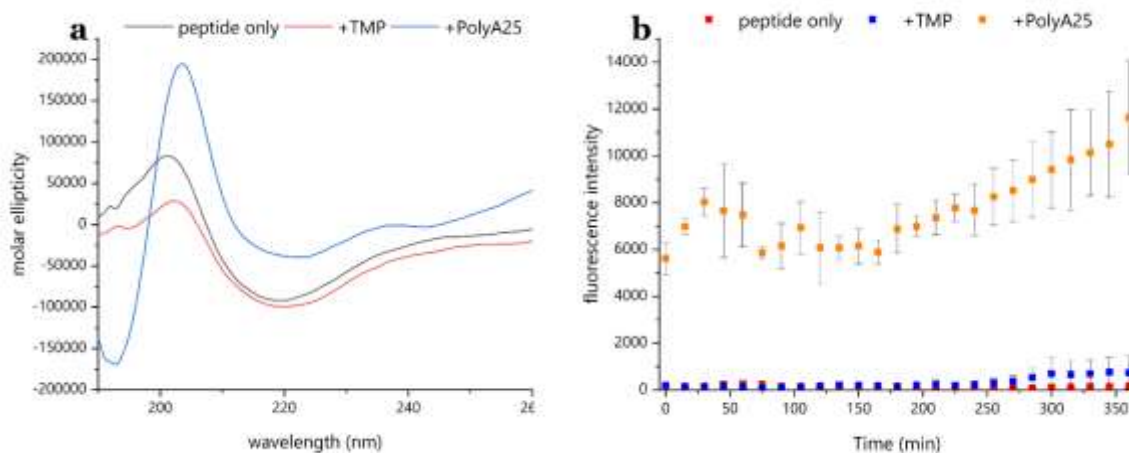 a peptide only +TMP +PolyA25
200000
150000
100000
50000
0
-50000
-100000
-150000
-200000
molar ellipticity
200 220 240 26
wavelength (nm)
b peptide only +TMP +PolyA25
14000
12000
10000
8000
6000
4000
2000
0
fluorescence intensity
0 50 100 150 200 250 300 350
Time (min)